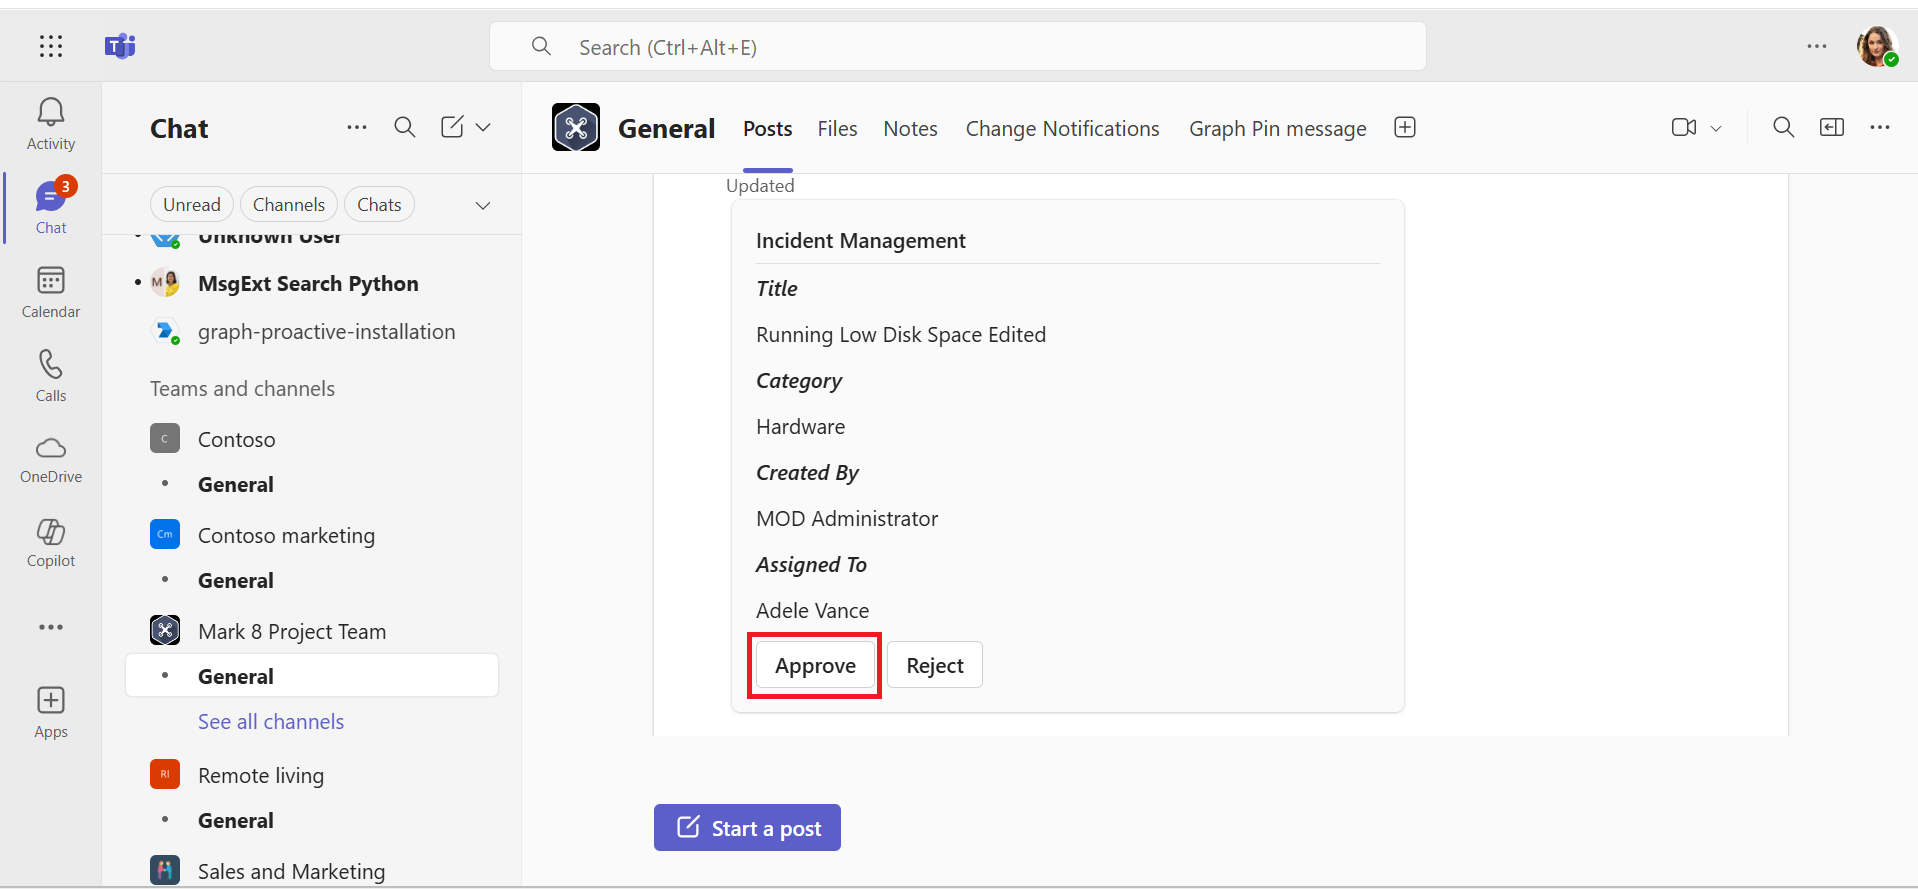 Search (Ctrl+Alt+E)
Activity
3
Chat
Calendar
Calls
OneDrive
Copilot
Apps
Chat
Unread
Channels
Chats
Unknown User
M
MsgExt Search Python
graph-proactive-installation
Teams and channels
C
Contoso
General
Cm
Contoso marketing
General
Mark 8 Project Team
General
See all channels
RI
Remote living
General
Sales and Marketing
General
Posts
Files
Notes
Change Notifications
Graph Pin message
Updated
Incident Management
Title
Running Low Disk Space Edited
Category
Hardware
Created By
MOD Administrator
Assigned To
Adele Vance
Approve
Reject
Start a post